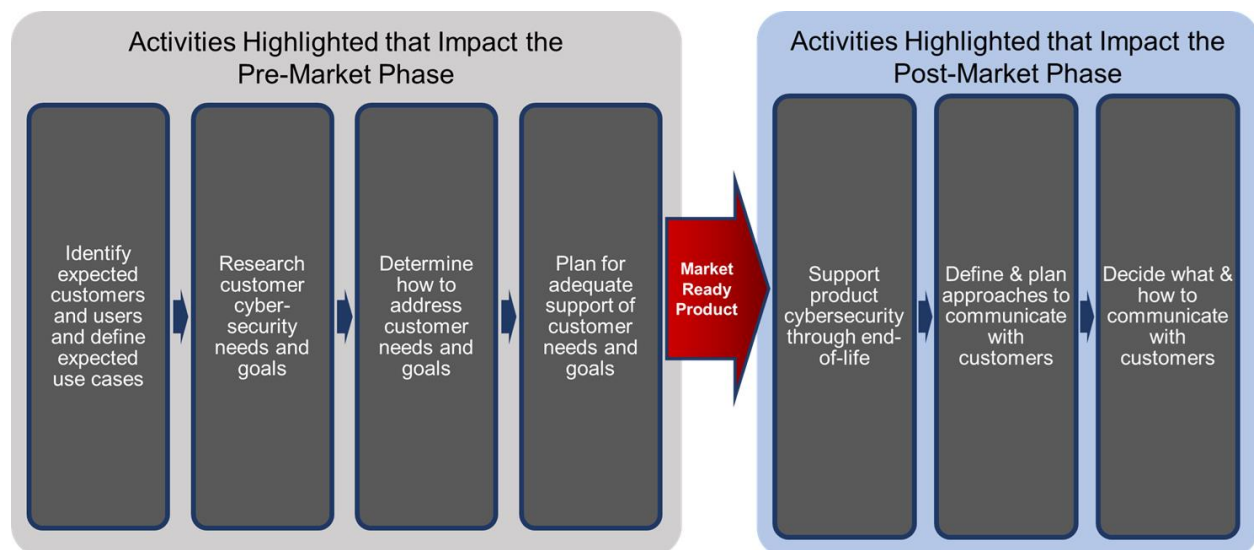 Activities Highlighted that Impact the
Pre-Market Phase
Identify
expected
customers
and users
and define
expected
use cases
Research
customer
cyber-
security
needs and
goals
Determine
how to
address
customer
needs and
goals
Plan for
adequate
support of
customer
needs and
goals
Market
Ready
Product
Activities Highlighted that Impact the
Post-Market Phase
Support
product
cybersecurity
through end-
of-life
Define & plan
approaches to
communicate
with
customers
Decide what &
how to
communicate
with
customers